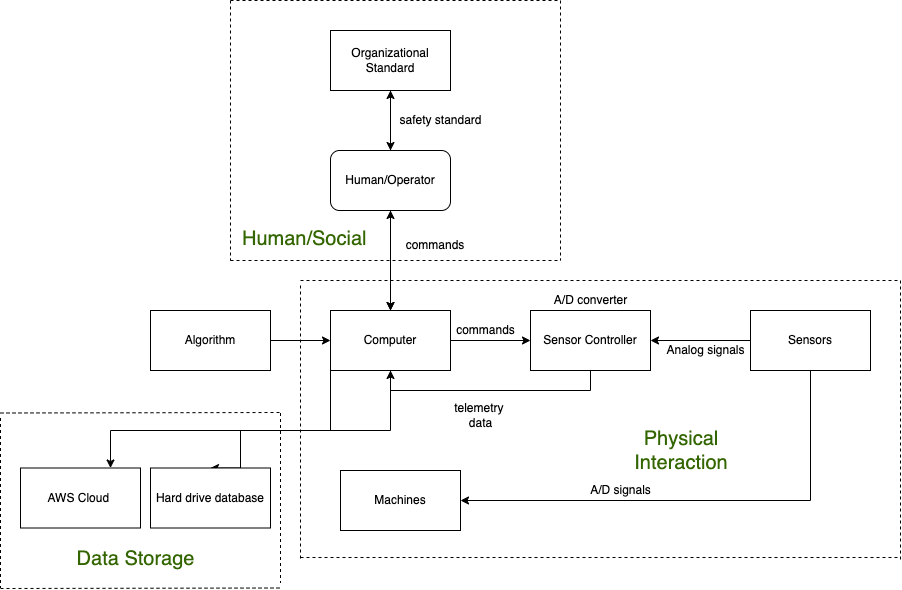 Organizational
Standard
safety standard
Human/Operator
Human/Social
commands
A/D converter
Algorithm
Computer
commands
Sensor Controller
Analog signals
Sensors
telemetry
data
Physical
Interaction
AWS Cloud
Hard drive database
Machines
A/D signals
Data Storage